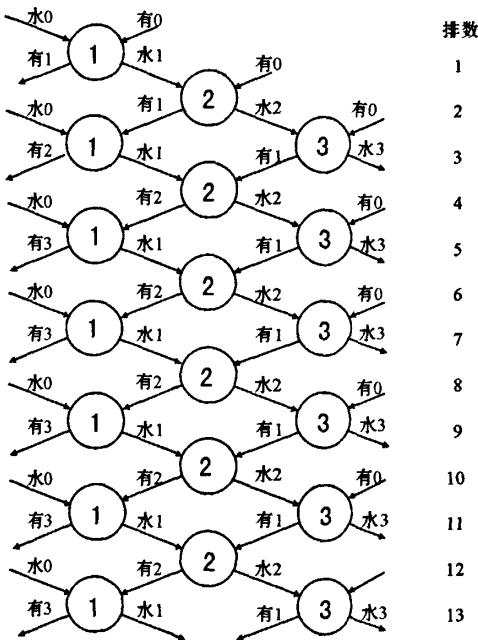 水0 有0 排数
有1 1 水1 有0 1
水0 有1 2 水2 有0 2
有2 1 水1 有1 3 水3 3
水0 有2 2 水2 有0 4
有3 1 水1 有1 3 水3 5
水0 有2 2 水2 有0 6
有3 1 水1 有1 3 水3 7
水0 有2 2 水2 有0 8
有3 1 水1 有1 3 水3 9
水0 有2 2 水2 有0 10
有3 1 水1 有1 3 水3 11
水0 有2 2 水2 12
有3 1 水1 有1 3 水3 13